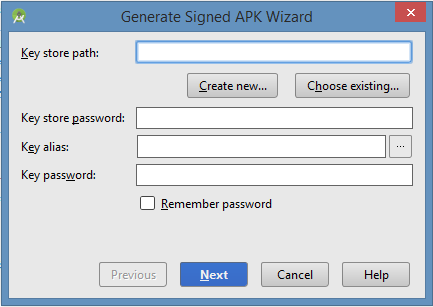 Generate Signed APK Wizard
Key store path:
Create new...
Choose existing...
Key store password:
Key alias:
...
Key password:
Remember password
Previous
Next
Cancel
Help